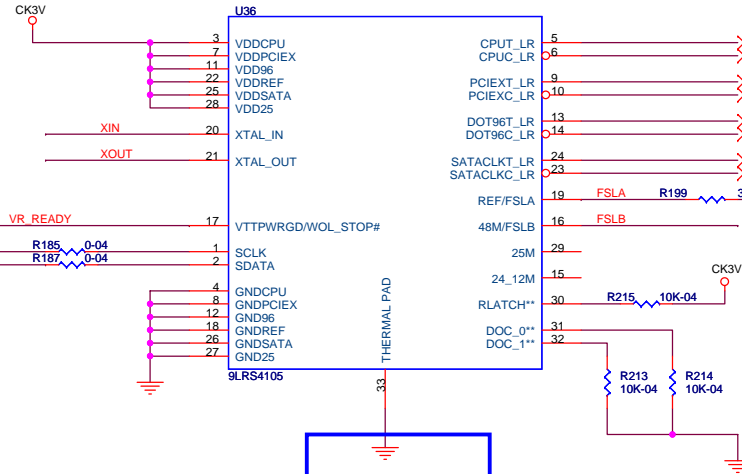 CK3V
U36
3 VDDCPU
7 VDDPCIEX
11 VDD96
22 VDDREF
25 VDDSATA
28 VDD25
XIN 20 XTAL_IN
XOUT 21 XTAL_OUT
VR_READY 17 VTTPWRGD/WOL_STOP#
R185 0-04 1 SCLK
R187 0-04 2 SDATA
4 GNDCPU
8 GNDPCIEX
12 GND96
18 GNDREF
26 GNDSATA
27 GND25
9LRS4105
THERMAL PAD
33
CPUT_LR 5
CPUC_LR 6
PCIEXT_LR 9
PCIEXC_LR 10
DOT96T_LR 13
DOT96C_LR 14
SATACLKT_LR 24
SATACLKC_LR 23
REF/FSLA 19 FSLA R199
48M/FSLB 16 FSLB
25M 29
24_12M 15
CK3V
RLATCH** 30 R215 10K-04
DOC_0** 31
DOC_1** 32
R213
10K-04
R214
10K-04